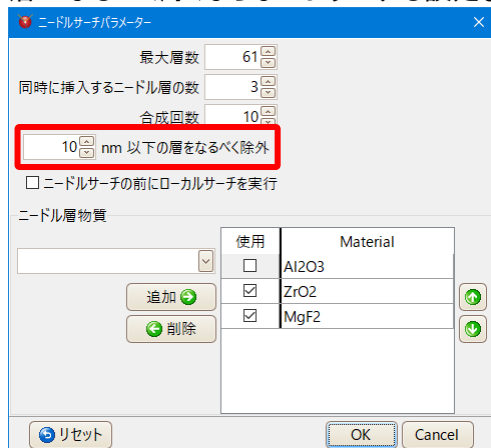 ニードルサーチパラメーター
最大層数 61
同時に挿入するニードル層の数 3
合成回数 10
10 nm 以下の層をなるべく除外
ニードルサーチの前にローカルサーチを実行
ニードル層物質
使用 Material
Al2O3
追加 ZrO2
削除 MgF2
リセット OK Cancel